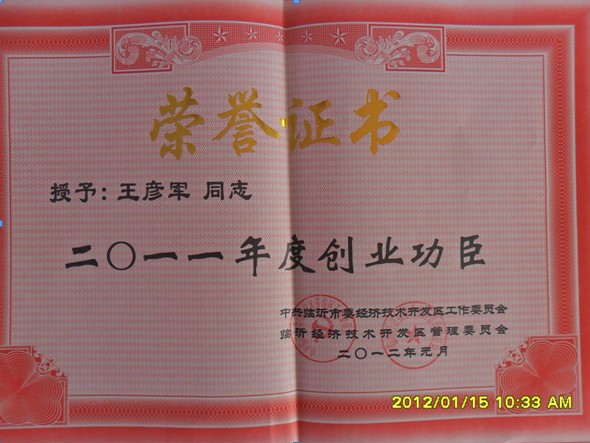 荣誉证书
授予：王彦军 同志
二〇一一年度创业功臣
中共临沂市委经济技术开发区工作委员会
临沂经济技术开发区管理委员会
二〇一二年元月
2012/01/15 10:33 AM